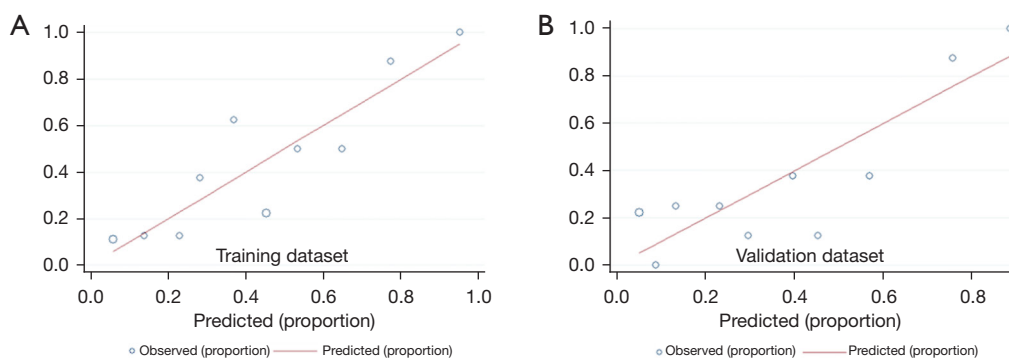 A
1.0
0.8
0.6
0.4
0.2
0.0
Training dataset
0.0 0.2 0.4 0.6 0.8 1.0
Predicted (proportion)
Observed (proportion) Predicted (proportion)
B
1.0
0.8
0.6
0.4
0.2
0.0
Validation dataset
0.0 0.2 0.4 0.6 0.8
Predicted (proportion)
Observed (proportion) Predicted (proportion)